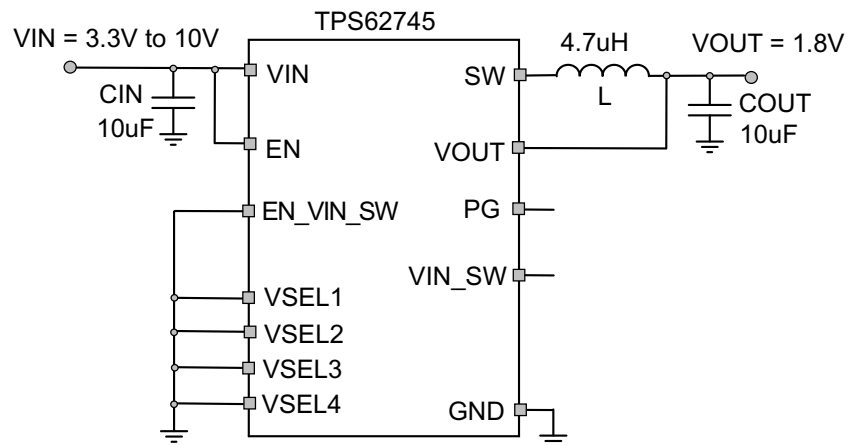 TPS62745
VIN = 3.3V to 10V
4.7uH
VOUT = 1.8V
VIN
SW
CIN
10uF
L
COUT
10uF
EN
VOUT
EN_VIN_SW
PG
VIN_SW
VSEL1
VSEL2
VSEL3
VSEL4
GND